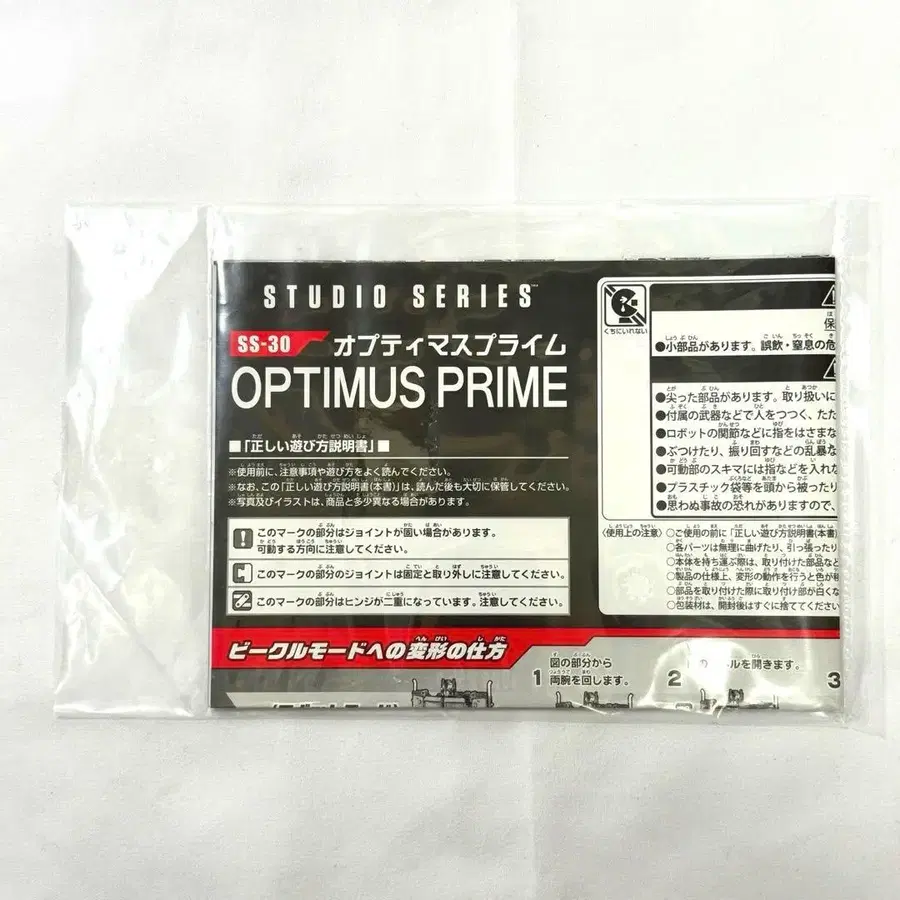 STUDIO SERIES™
SS-30 オプティマスプライム
OPTIMUS PRIME
■「正しい遊び方説明書」■
※使用前に、注意事項や遊び方をよく読んでください。
※なお、この「正しい遊び方説明書(本書)」は、読んだ後も大切に保管してください。
※写真及びイラストは、商品と多少異なる場合があります。
このマークの部分はジョイントが固い場合があります。
可動する方向に注意してください。
このマークの部分のジョイントは固定と取り外しに注意してください。
このマークの部分はヒンジが二重になっています。注意してください。
くちにいれない
保
●小部品があります。誤飲・窒息の危
●尖った部品があります。取り扱いに
●付属の武器などで人をつつく、たた
●ロボットの関節などに指をはさまな
●ぶつけたり、振り回すなどの乱暴な
●可動部のスキマには指などを入れな
●プラスチック袋等を頭から被ったり
●思わぬ事故の恐れがありますので、
〈使用上の注意〉 ○ご使用の前に「正しい遊び方説明書(本書)
○各パーツは無理に曲げたり、引っ張ったり
○本体を持ち運ぶ際は、取り付けた部品など
○製品の仕様上、変形の動作を行うと色が移
○部品を取り付けた際に取り付け部が白くな
○包装材は、開封後はすぐに捨ててください
ビークルモードへの変形の仕方
1 図の部分から
両腕を回します。
2
ルを開きます。
3